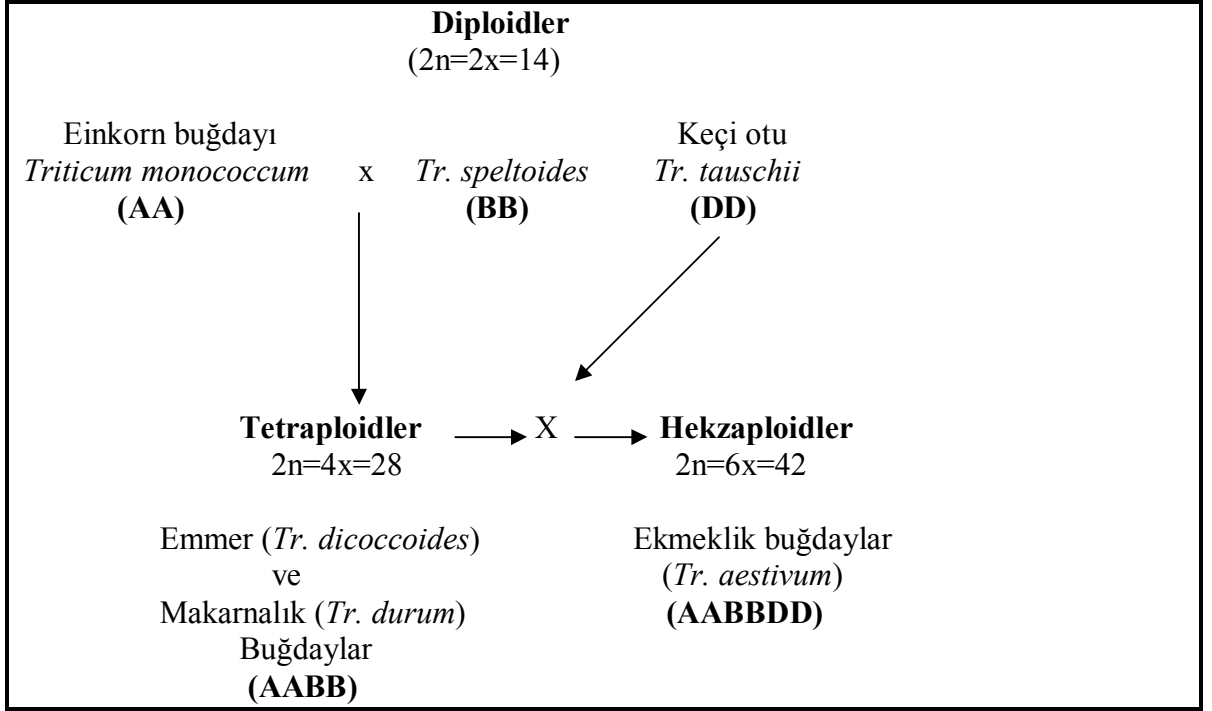 Diploidler
(2n=2x=14)
Einkorn buğdayı Keçi otu
Triticum monococcum x Tr. speltoides Tr. tauschii
(AA) (BB) (DD)
Tetraploidler X Hekzaploidler
2n=4x=28 2n=6x=42
Emmer (Tr. dicoccoides) Ekmeklik buğdaylar
ve (Tr. aestivum)
Makarnalık (Tr. durum) (AABBDD)
Buğdaylar
(AABB)